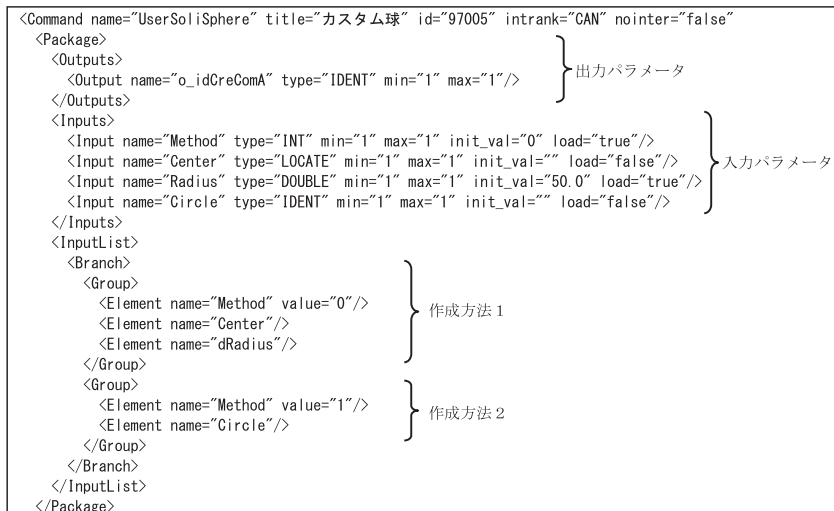 <Command name="UserSoliSphere" title="カスタム球" id="97005" intrank="CAN" nointer="false"
<Package>
<Outputs>
<Output name="o_idCreComA" type="IDENT" min="1" max="1"/>
</Outputs>
出力パラメータ
<Inputs>
<Input name="Method" type="INT" min="1" max="1" init_val="0" load="true"/>
<Input name="Center" type="LOCATE" min="1" max="1" init_val="" load="false"/>
<Input name="Radius" type="DOUBLE" min="1" max="1" init_val="50.0" load="true"/>
<Input name="Circle" type="IDENT" min="1" max="1" init_val="" load="false"/>
</Inputs>
入力パラメータ
<InputList>
<Branch>
<Group>
<Element name="Method" value="0"/>
<Element name="Center"/>
<Element name="dRadius"/>
</Group>
作成方法1
<Group>
<Element name="Method" value="1"/>
<Element name="Circle"/>
</Group>
作成方法2
</Branch>
</InputList>
</Package>